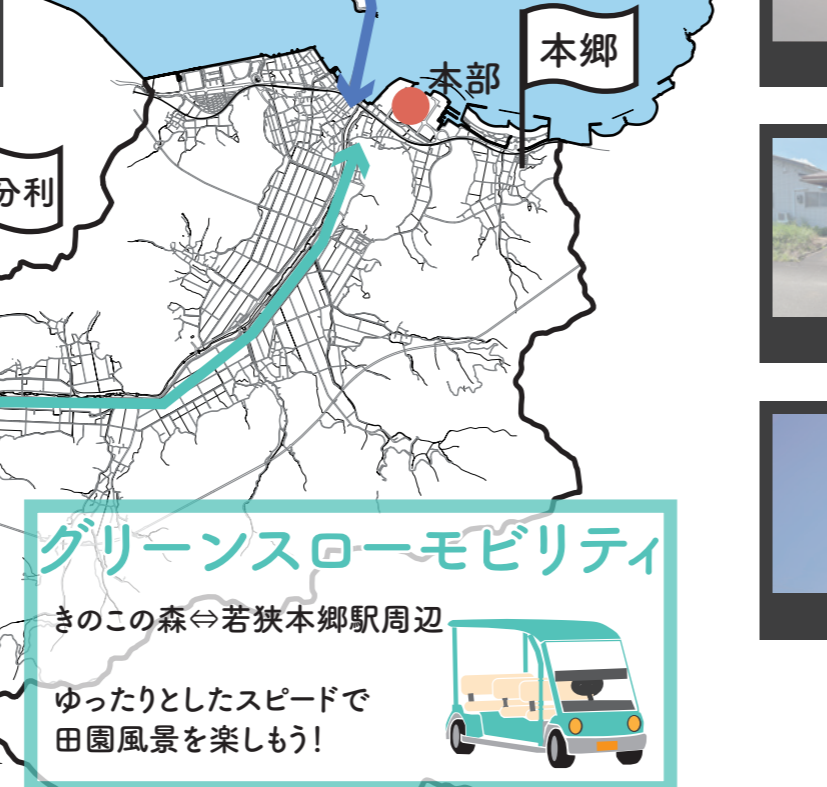 本郷
本部
分利
グリーンスローモビリティ
きのこの森⇔若狭本郷駅周辺
ゆったりとしたスピードで
田園風景を楽しもう!